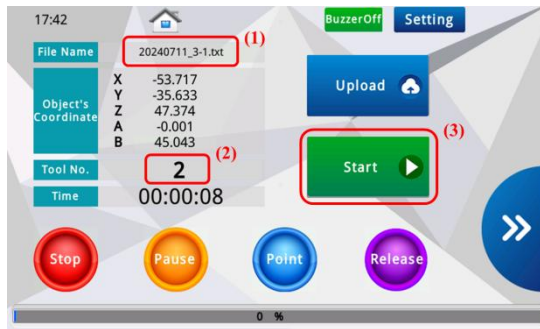 17:42
BuzzerOff
Setting
File Name
20240711_3-1.txt
(1)
Object's
Coordinate
X -53.717
Y -35.633
Z 47.374
A -0.001
B 45.043
Upload
(2)
(3)
Tool No.
2
Start
Time
00:00:08
Stop
Pause
Point
Release
0 %